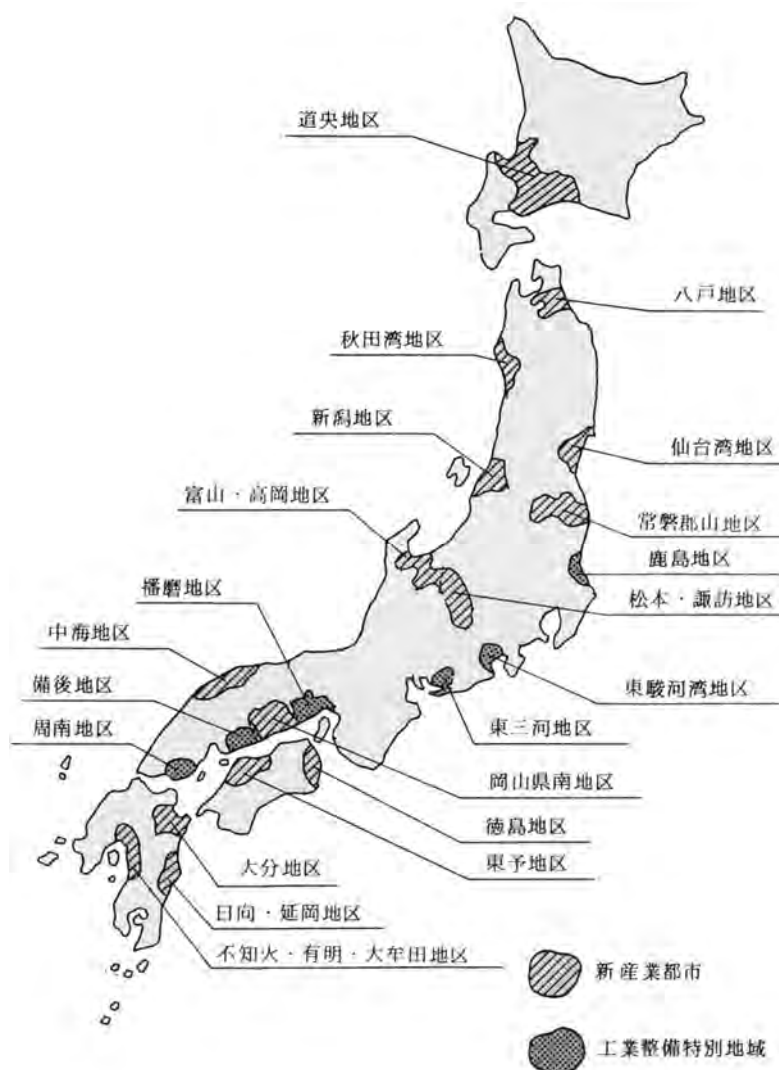 道央地区
八戸地区
秋田湾地区
新潟地区
仙台湾地区
富山・高岡地区
常磐郡山地区
鹿島地区
播磨地区
松本・諏訪地区
中海地区
備後地区
東駿河湾地区
周南地区
東三河地区
岡山県南地区
徳島地区
大分地区
東予地区
日向・延岡地区
不知火・有明・大牟田地区
新産業都市
工業整備特別地域